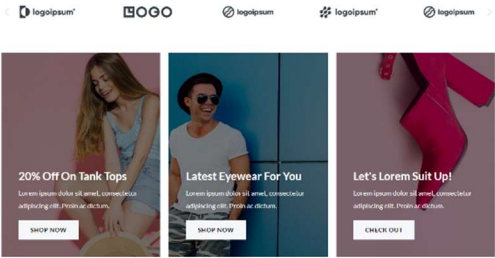 logoipsum®
LOGO
logoipsum
logoipsum®
logoipsum
20% Off On Tank Tops
Lorem ipsum dolor sit amet, consectetur
adipiscing elit. Proin ac dictum.
SHOP NOW
Latest Eyewear For You
Lorem ipsum dolor sit amet, consectetur
adipiscing elit. Proin ac dictum.
SHOP NOW
Let's Lorem Suit Up!
Lorem ipsum dolor sit amet, consectetur
adipiscing elit. Proin ac dictum.
CHECK OUT